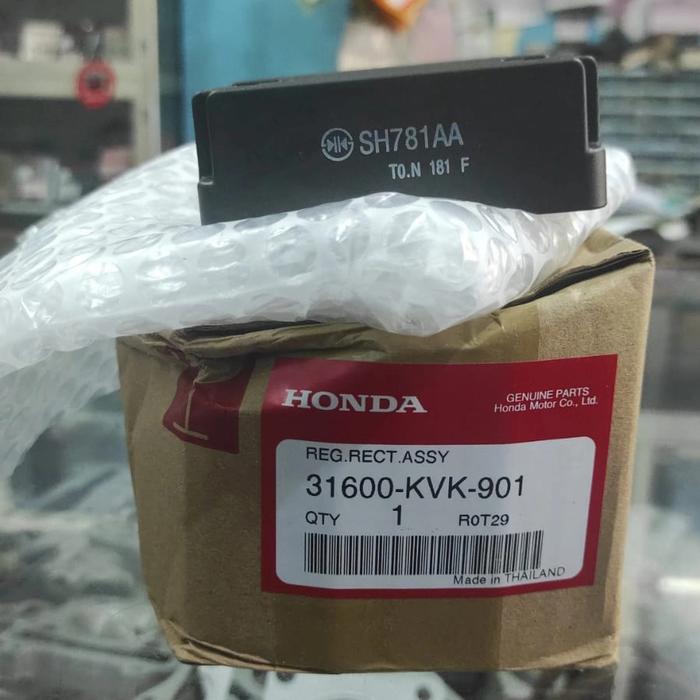 SH781AA
T0.N 181 F
HONDA
GENUINE PARTS
Honda Motor Co., Ltd.
REG.RECT.ASSY
31600-KVK-901
QTY 1 R0T29
Made in THAILAND